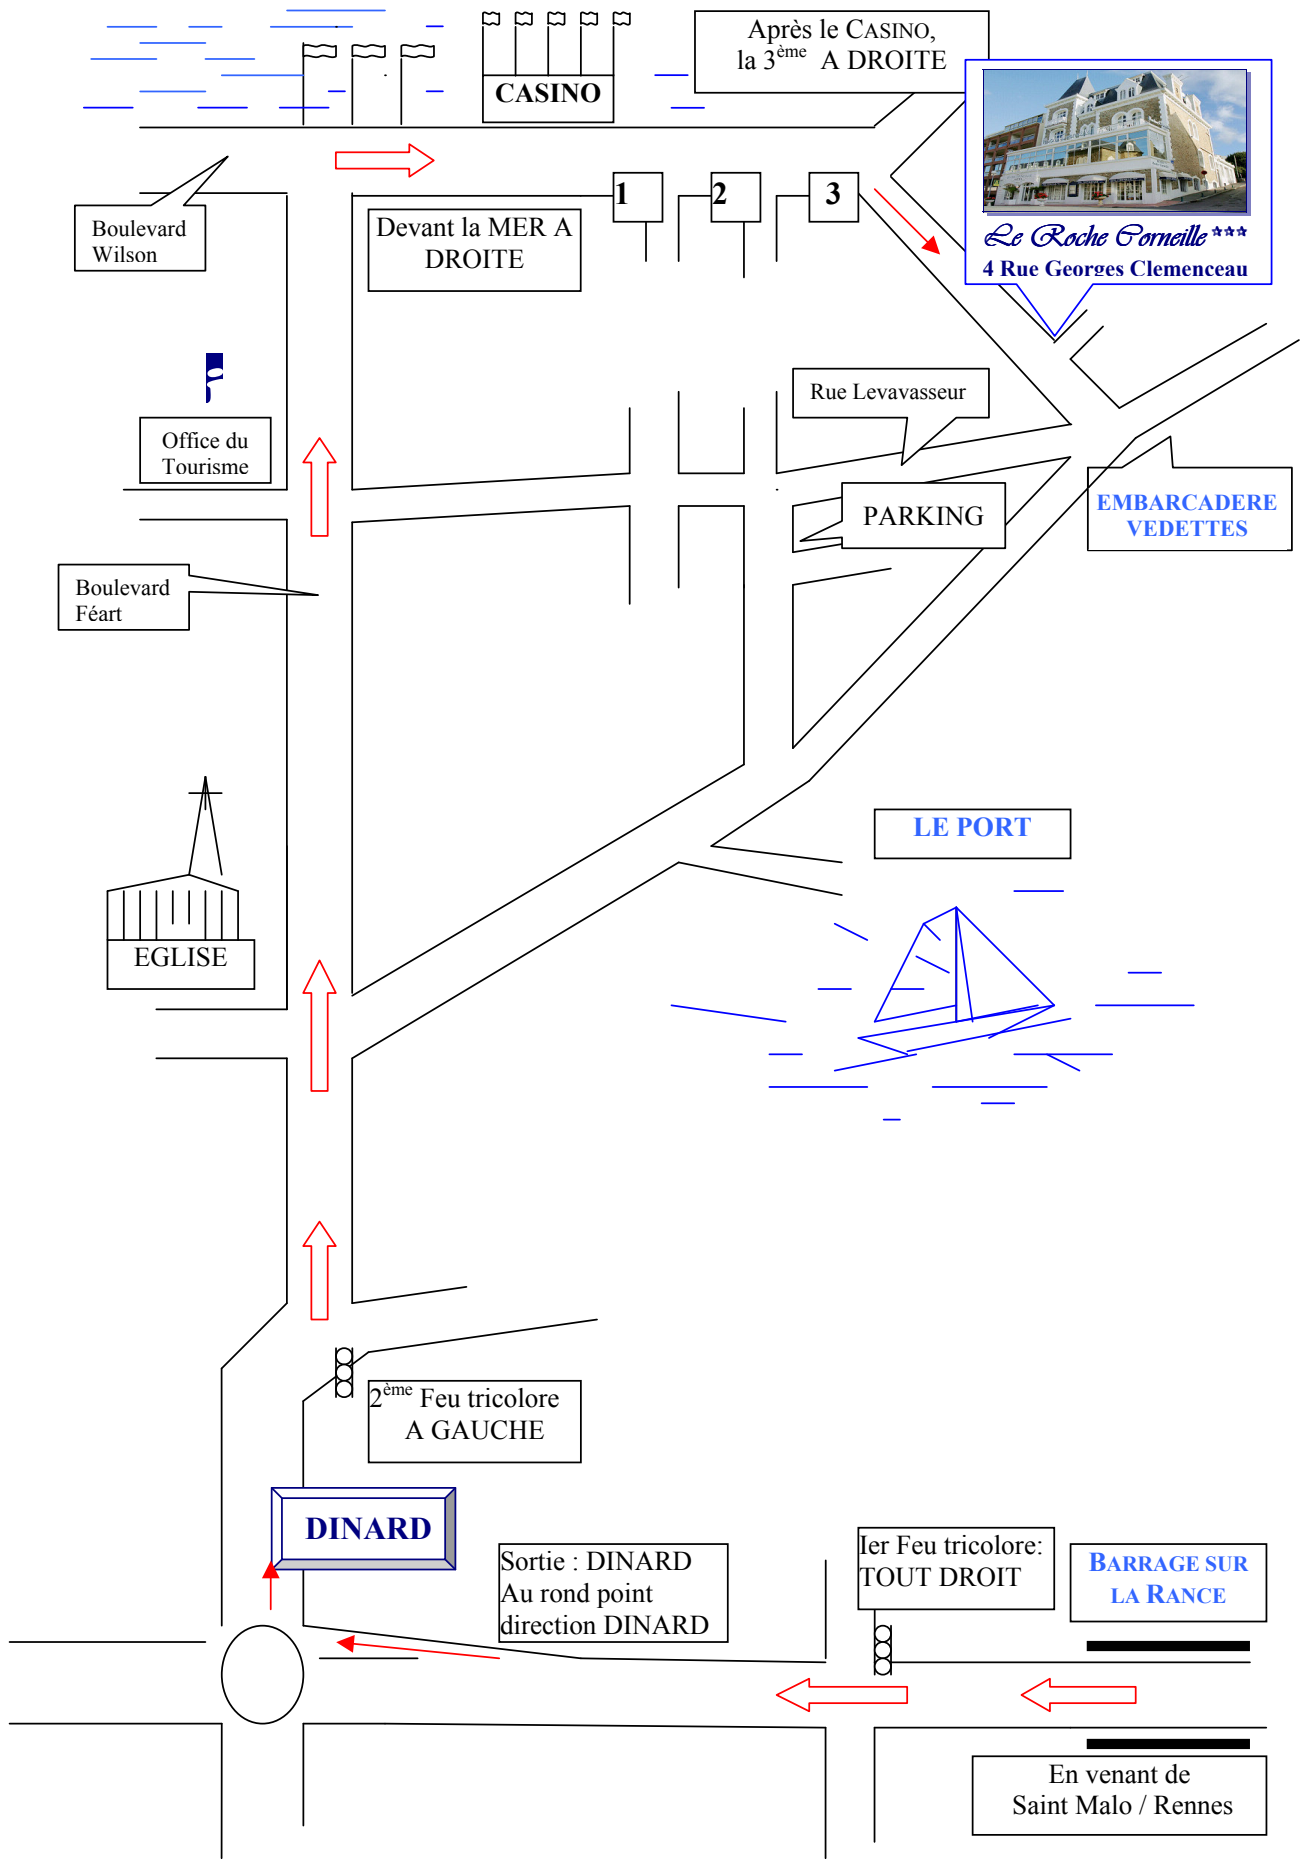 Après le CASINO,
la 3ème A DROITE
CASINO
Le Roche Corneille ***
4 Rue Georges Clemenceau
1
2
3
Boulevard
Wilson
Devant la MER A
DROITE
Rue Levavasseur
Office du
Tourisme
PARKING
EMBARCADERE
VEDETTES
Boulevard
Féart
LE PORT
EGLISE
2ème Feu tricolore
A GAUCHE
DINARD
Sortie : DINARD
Au rond point
direction DINARD
Ier Feu tricolore:
TOUT DROIT
BARRAGE SUR
LA RANCE
En venant de
Saint Malo / Rennes